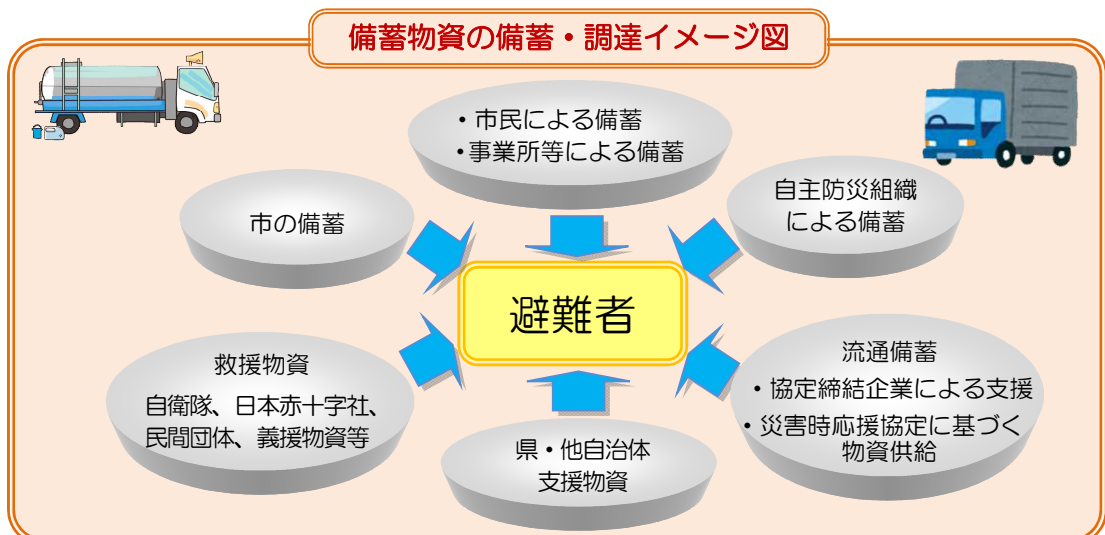 備蓄物資の備蓄・調達イメージ図
・市民による備蓄
・事業所等による備蓄
市の備蓄
自主防災組織
による備蓄
避難者
救援物資
自衛隊、日本赤十字社、
民間団体、義援物資等
県・他自治体
支援物資
流通備蓄
・協定締結企業による支援
・災害時応援協定に基づく
物資供給